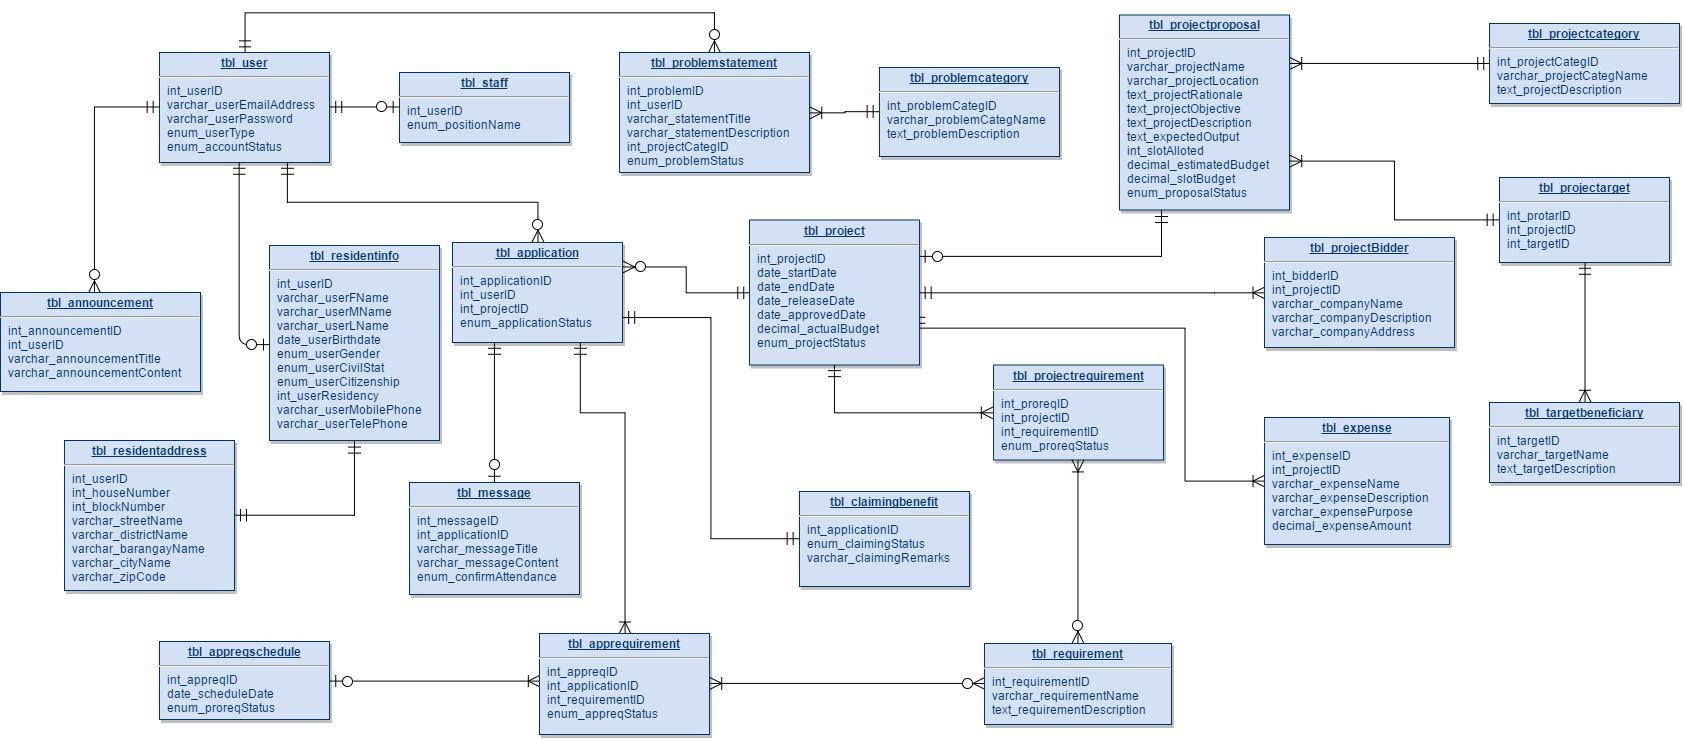 tbl_user
int_userID
varchar_userEmailAddress
varchar_userPassword
enum_userType
enum_accountStatus
tbl_staff
int_userID
enum_positionName
tbl_problemstatement
int_problemID
int_userID
varchar_statementTitle
varchar_statementDescription
int_projectCategID
enum_problemStatus
tbl_problemcategory
int_problemCategID
varchar_problemCategName
text_problemDescription
tbl_projectproposal
int_projectID
varchar_projectName
varchar_projectLocation
text_projectRationale
text_projectObjective
text_projectDescription
text_expectedOutput
int_slotAlloted
decimal_estimatedBudget
decimal_slotBudget
enum_proposalStatus
tbl_projectcategory
int_projectCategID
varchar_projectCategName
text_projectDescription
tbl_projectarget
int_protarID
int_projectID
int_targetID
tbl_announcement
int_announcementID
int_userID
varchar_announcementTitle
varchar_announcementContent
tbl_residentinfo
int_userID
varchar_userFName
varchar_userMName
varchar_userLName
date_userBirthdate
enum_userGender
enum_userCivilStat
enum_userCitizenship
int_userResidency
varchar_userMobilePhone
varchar_userTelePhone
tbl_application
int_applicationID
int_userID
int_projectID
enum_applicationStatus
tbl_project
int_projectID
date_startDate
date_endDate
date_releaseDate
date_approvedDate
decimal_actualBudget
enum_projectStatus
tbl_projectBidder
int_bidderID
int_projectID
varchar_companyName
varchar_companyDescription
varchar_companyAddress
tbl_projectrequirement
int_proreqID
int_projectID
int_requirementID
enum_proreqStatus
tbl_targetbeneficiary
int_targetID
varchar_targetName
text_targetDescription
tbl_expense
int_expenseID
int_projectID
varchar_expenseName
varchar_expenseDescription
varchar_expensePurpose
decimal_expenseAmount
tbl_residentaddress
int_userID
int_houseNumber
int_blockNumber
varchar_streetName
varchar_districtName
varchar_barangayName
varchar_cityName
varchar_zipCode
tbl_message
int_messageID
int_applicationID
varchar_messageTitle
varchar_messageContent
enum_confirmAttendance
tbl_claimingbenefit
int_applicationID
enum_claimingStatus
varchar_claimingRemarks
tbl_appreqschedule
int_appreqID
date_scheduleDate
enum_proreqStatus
tbl_apprequirement
int_appreqID
int_applicationID
int_requirementID
enum_appreqStatus
tbl_requirement
int_requirementID
varchar_requirementName
text_requirementDescription